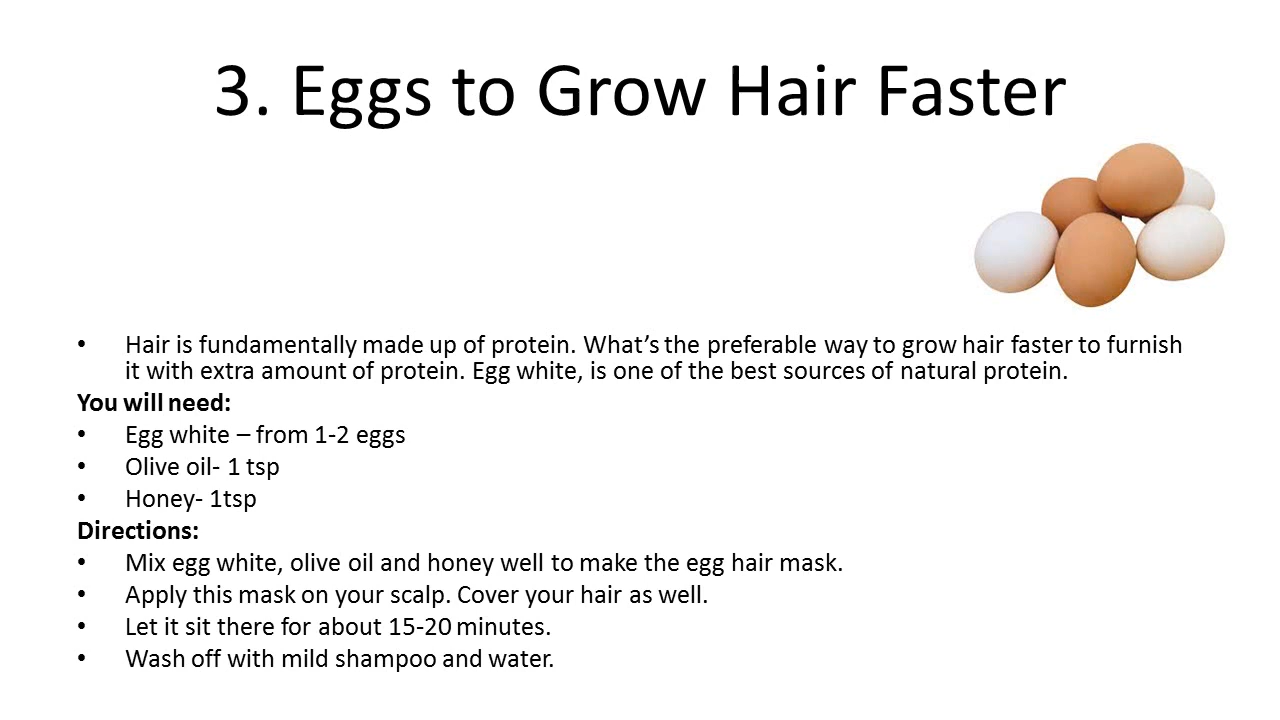 3. Eggs to Grow Hair Faster
• Hair is fundamentally made up of protein. What’s the preferable way to grow hair faster to furnish
it with extra amount of protein. Egg white, is one of the best sources of natural protein.
You will need:
• Egg white – from 1-2 eggs
• Olive oil- 1 tsp
• Honey- 1tsp
Directions:
• Mix egg white, olive oil and honey well to make the egg hair mask.
• Apply this mask on your scalp. Cover your hair as well.
• Let it sit there for about 15-20 minutes.
• Wash off with mild shampoo and water.